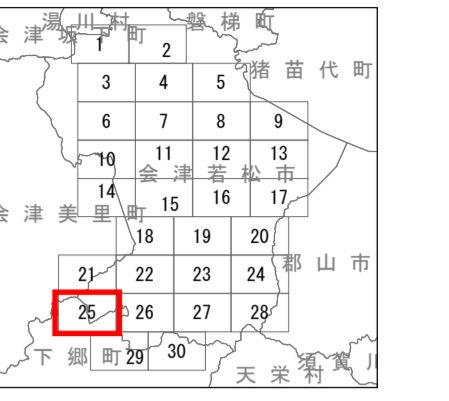 湯川村 磐梯町
会津坂下町
1 2
猪苗代町
3 4 5
6 7 8 9
10 11 12 13
会津若松市
14 15 16 17
会津美里町
18 19 20
郡山市
21 22 23 24
25 26 27 28
下郷町 29 30
須賀川
天栄村